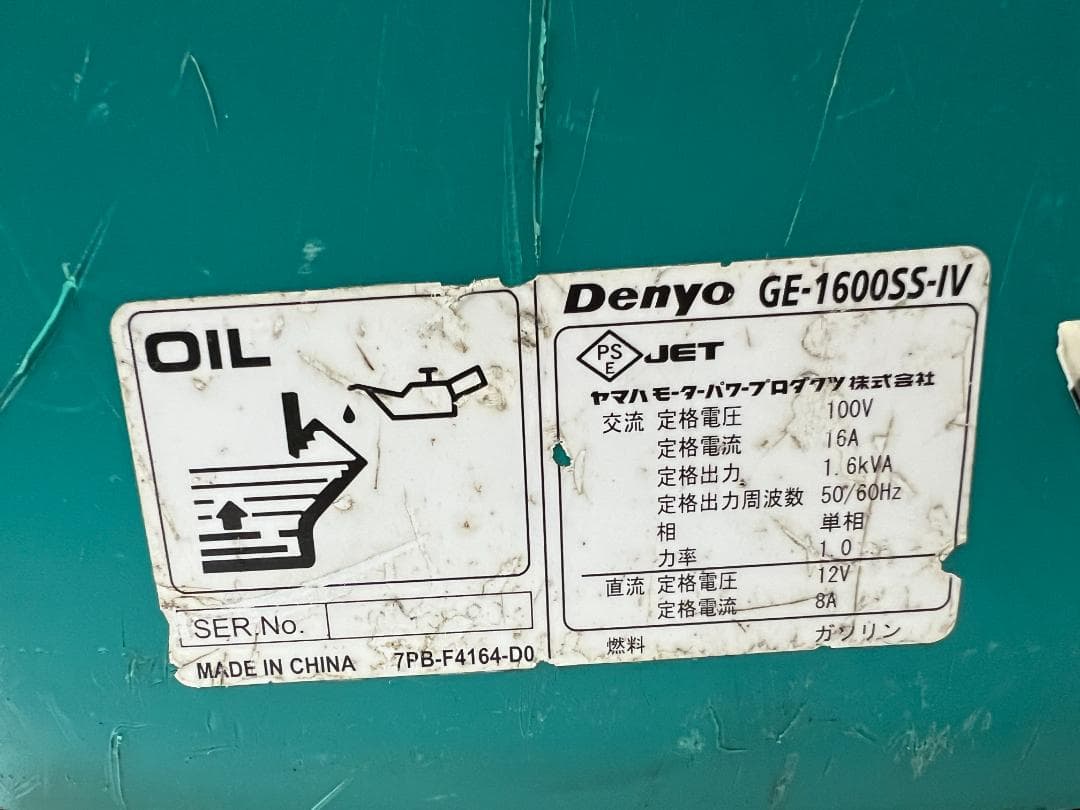 OIL
SER.No.
MADE IN CHINA 7PB-F4164-D0
Denyo GE-1600SS-IV
PS
E
JET
ヤマハモーターパワープロダクツ株式会社
交流 定格電圧 100V
定格電流 16A
定格出力 1.6kVA
定格出力周波数 50/60Hz
相 単相
力率 1.0
直流 定格電圧 12V
定格電流 8A
燃料 ガソリン